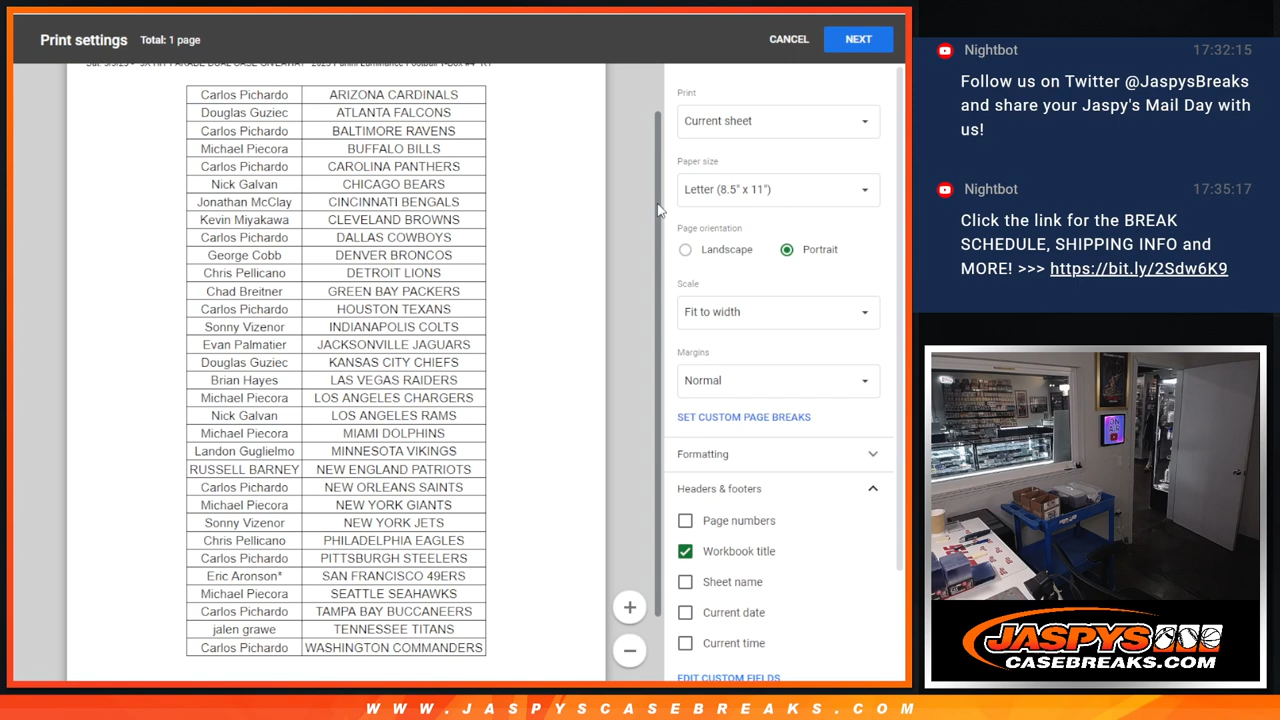 Print settings
Total: 1 page
CANCEL
NEXT
Carlos Pichardo ARIZONA CARDINALS
Douglas Guziec ATLANTA FALCONS
Carlos Pichardo BALTIMORE RAVENS
Michael Piecora BUFFALO BILLS
Carlos Pichardo CAROLINA PANTHERS
Nick Galvan CHICAGO BEARS
Jonathan McClay CINCINNATI BENGALS
Kevin Miyakawa CLEVELAND BROWNS
Carlos Pichardo DALLAS COWBOYS
George Cobb DENVER BRONCOS
Chris Pellicano DETROIT LIONS
Chad Breitner GREEN BAY PACKERS
Carlos Pichardo HOUSTON TEXANS
Sonny Vizenor INDIANAPOLIS COLTS
Evan Palmatier JACKSONVILLE JAGUARS
Douglas Guziec KANSAS CITY CHIEFS
Brian Hayes LAS VEGAS RAIDERS
Michael Piecora LOS ANGELES CHARGERS
Nick Galvan LOS ANGELES RAMS
Michael Piecora MIAMI DOLPHINS
Landon Guglielmo MINNESOTA VIKINGS
RUSSELL BARNEY NEW ENGLAND PATRIOTS
Carlos Pichardo NEW ORLEANS SAINTS
Michael Piecora NEW YORK GIANTS
Sonny Vizenor NEW YORK JETS
Chris Pellicano PHILADELPHIA EAGLES
Carlos Pichardo PITTSBURGH STEELERS
Eric Aronson* SAN FRANCISCO 49ERS
Michael Piecora SEATTLE SEAHAWKS
Carlos Pichardo TAMPA BAY BUCCANEERS
jalen grawe TENNESSEE TITANS
Carlos Pichardo WASHINGTON COMMANDERS
Print
Current sheet
Paper size
Letter (8.5" x 11")
Page orientation
Landscape
Portrait
Scale
Fit to width
Margins
Normal
SET CUSTOM PAGE BREAKS
Formatting
Headers & footers
Page numbers
Workbook title
Sheet name
Current date
Current time
EDIT CUSTOM FIELDS
Nightbot 17:32:15
Follow us on Twitter @JaspysBreaks
and share your Jaspy's Mail Day with
us!
Nightbot 17:35:17
Click the link for the BREAK
SCHEDULE, SHIPPING INFO and
MORE! >>> https://bit.ly/2Sdw6K9
ON
AIR
JASPYS
CASEBREAKS.COM
WWW.JASPYSCASEBREAKS.COM